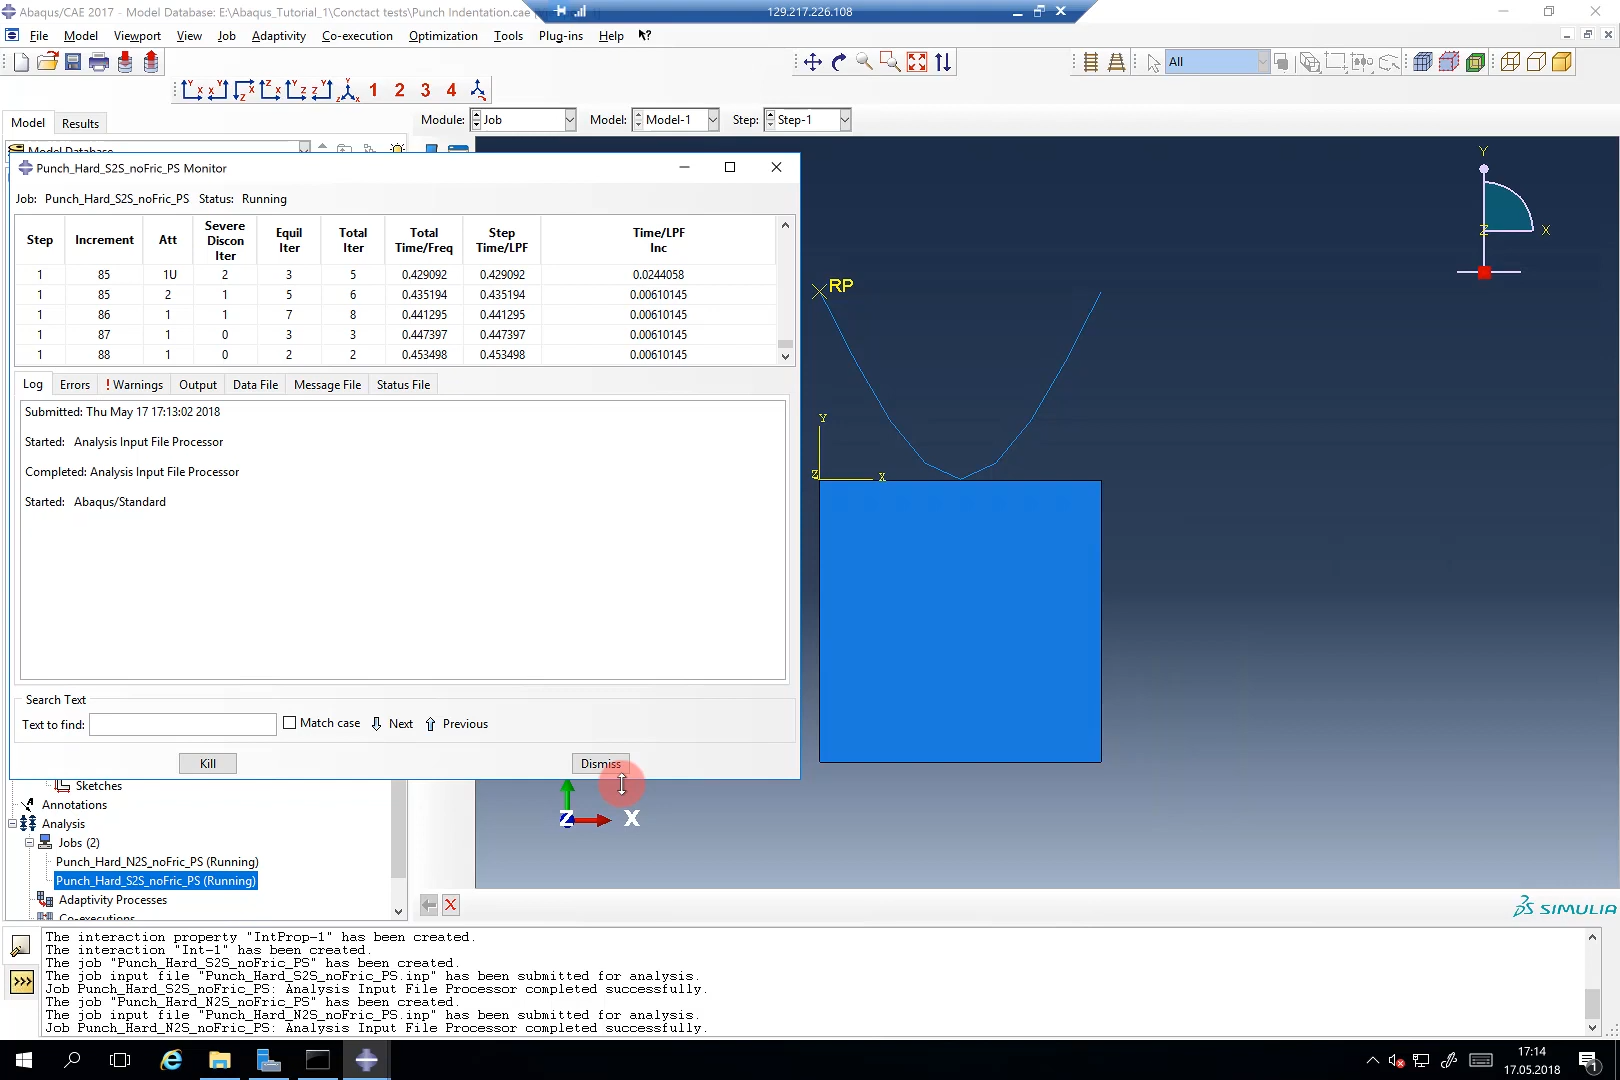 Abaqus/CAE 2017 - Model Database: E:\Abaqus_Tutorial_1\Conctact tests\Punch Indentation.cae
129.217.226.108
File Model Viewport View Job Adaptivity Co-execution Optimization Tools Plug-ins Help
All
1 2 3 4
Model Results
Module: Job Model: Model-1 Step: Step-1
Model Database
Punch_Hard_S2S_noFric_PS Monitor
Job: Punch_Hard_S2S_noFric_PS Status: Running
Step Increment Att Severe Discon Iter Equil Iter Total Iter Total Time/Freq Step Time/LPF Time/LPF Inc
1 85 1U 2 3 5 0.429092 0.429092 0.0244058
1 85 2 1 5 6 0.435194 0.435194 0.00610145
1 86 1 1 7 8 0.441295 0.441295 0.00610145
1 87 1 0 3 3 0.447397 0.447397 0.00610145
1 88 1 0 2 2 0.453498 0.453498 0.00610145
Log Errors ! Warnings Output Data File Message File Status File
Submitted: Thu May 17 17:13:02 2018
Started: Analysis Input File Processor
Completed: Analysis Input File Processor
Started: Abaqus/Standard
Search Text
Text to find: Match case Next Previous
Kill Dismiss
RP
Y
Z X
Y
Z X
Z X
Sketches
Annotations
Analysis
Jobs (2)
Punch_Hard_N2S_noFric_PS (Running)
Punch_Hard_S2S_noFric_PS (Running)
Adaptivity Processes
Co-executions
SIMULIA
The interaction property "IntProp-1" has been created.
The interaction "Int-1" has been created.
The job "Punch_Hard_S2S_noFric_PS" has been created.
The job input file "Punch_Hard_S2S_noFric_PS.inp" has been submitted for analysis.
Job Punch_Hard_S2S_noFric_PS: Analysis Input File Processor completed successfully.
The job "Punch_Hard_N2S_noFric_PS" has been created.
The job input file "Punch_Hard_N2S_noFric_PS.inp" has been submitted for analysis.
Job Punch_Hard_N2S_noFric_PS: Analysis Input File Processor completed successfully.
17:14
17.05.2018
1